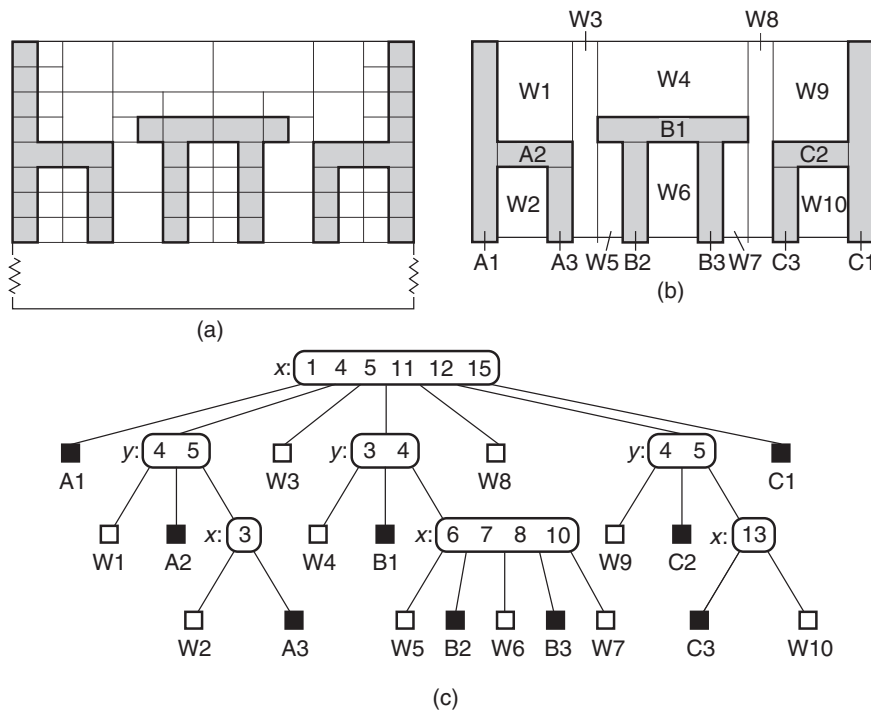 W3 W8
W1 W4 W9
B1
A2 C2
W2 W6 W10
A1 A3 W5 B2 B3 W7 C3 C1
(a) (b)
x: 1 4 5 11 12 15
y: 4 5 y: 3 4 y: 4 5
A1 W3 W8 C1
x: 3 x: 6 7 8 10 x: 13
W1 A2 W4 B1 W9 C2
W2 A3 W5 B2 W6 B3 W7 C3 W10
(c)